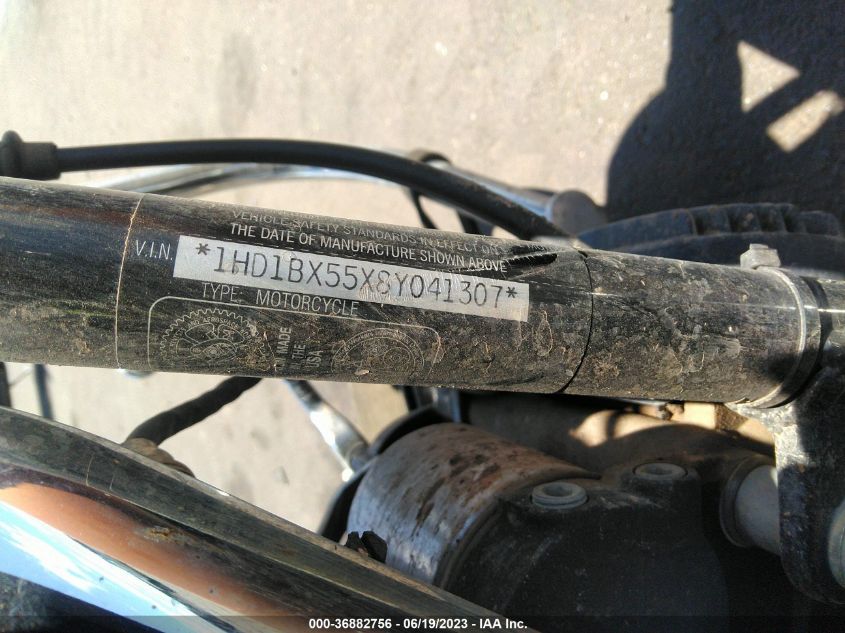 VEHICLE SAFETY STANDARDS IN EFFECT ON
THE DATE OF MANUFACTURE SHOWN ABOVE
V.I.N. *1HD1BX55X8Y041307*
TYPE: MOTORCYCLE
MADE
IN THE
USA
000-36882756 - 06/19/2023 - IAA Inc.